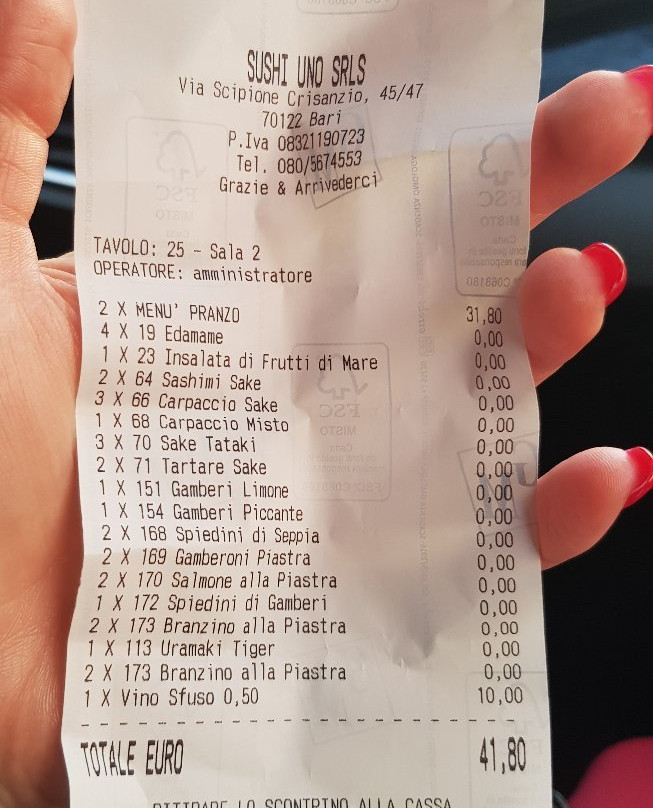 SUSHI UNO SRLS
Via Scipione Crisanzio, 45/47
70122 Bari
P.Iva 08321190723
Tel. 080/5674553
Grazie & Arrivederci
TAVOLO: 25 - Sala 2
OPERATORE: amministratore
2 X MENU' PRANZO 31,80
4 X 19 Edamame 0,00
1 X 23 Insalata di Frutti di Mare 0,00
2 X 64 Sashimi Sake 0,00
3 X 66 Carpaccio Sake 0,00
1 X 68 Carpaccio Misto 0,00
3 X 70 Sake Tataki 0,00
2 X 71 Tartare Sake 0,00
1 X 151 Gamberi Limone 0,00
1 X 154 Gamberi Piccante 0,00
2 X 168 Spiedini di Seppia 0,00
2 X 169 Gamberoni Piastra 0,00
2 X 170 Salmone alla Piastra 0,00
1 X 172 Spiedini di Gamberi 0,00
2 X 173 Branzino alla Piastra 0,00
1 X 113 Uramaki Tiger 0,00
2 X 173 Branzino alla Piastra 0,00
1 X Vino Sfuso 0,50 10,00
TOTALE EURO 41,80
RITIRARE LO SCONTRINO ALLA CASSA